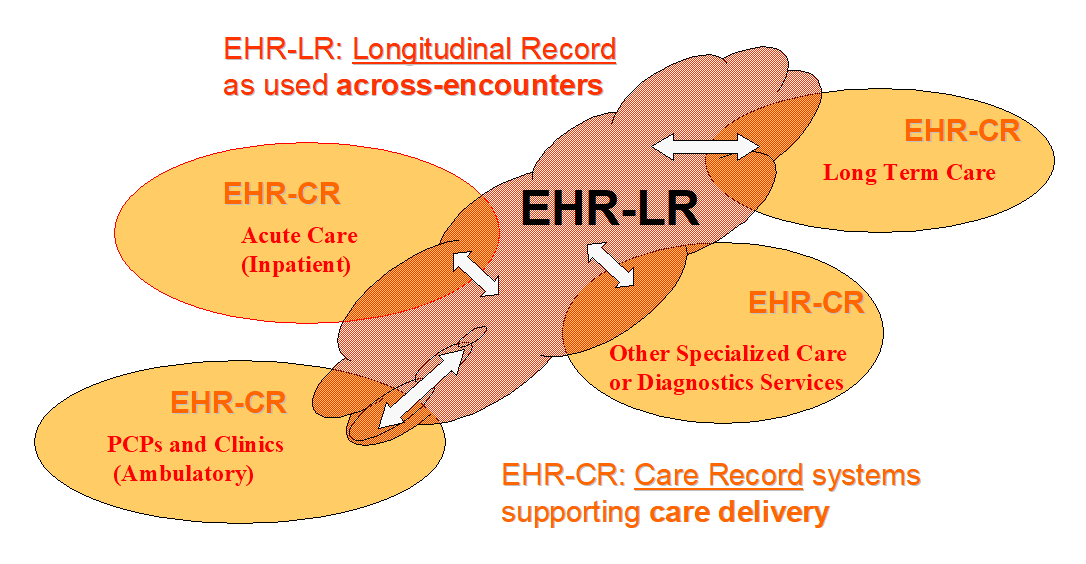 EHR-LR: Longitudinal Record
as used across-encounters
EHR-CR
Long Term Care
EHR-CR
Acute Care
(Inpatient)
EHR-LR
EHR-CR
Other Specialized Care
or Diagnostics Services
EHR-CR
PCPs and Clinics
(Ambulatory)
EHR-CR: Care Record systems
supporting care delivery